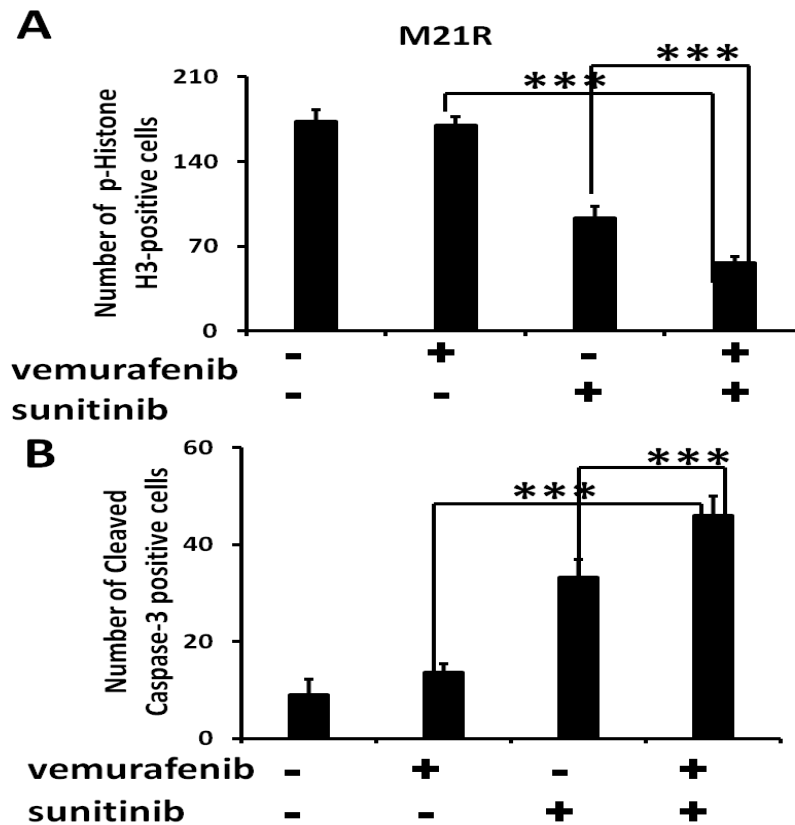 A
M21R
***
***
210
140
70
0
Number of p-Histone
H3-positive cells
- + - +
vemurafenib
- - + +
sunitinib
B
***
***
60
40
20
0
Number of Cleaved
Caspase-3 positive cells
vemurafenib - + - +
sunitinib - - + +